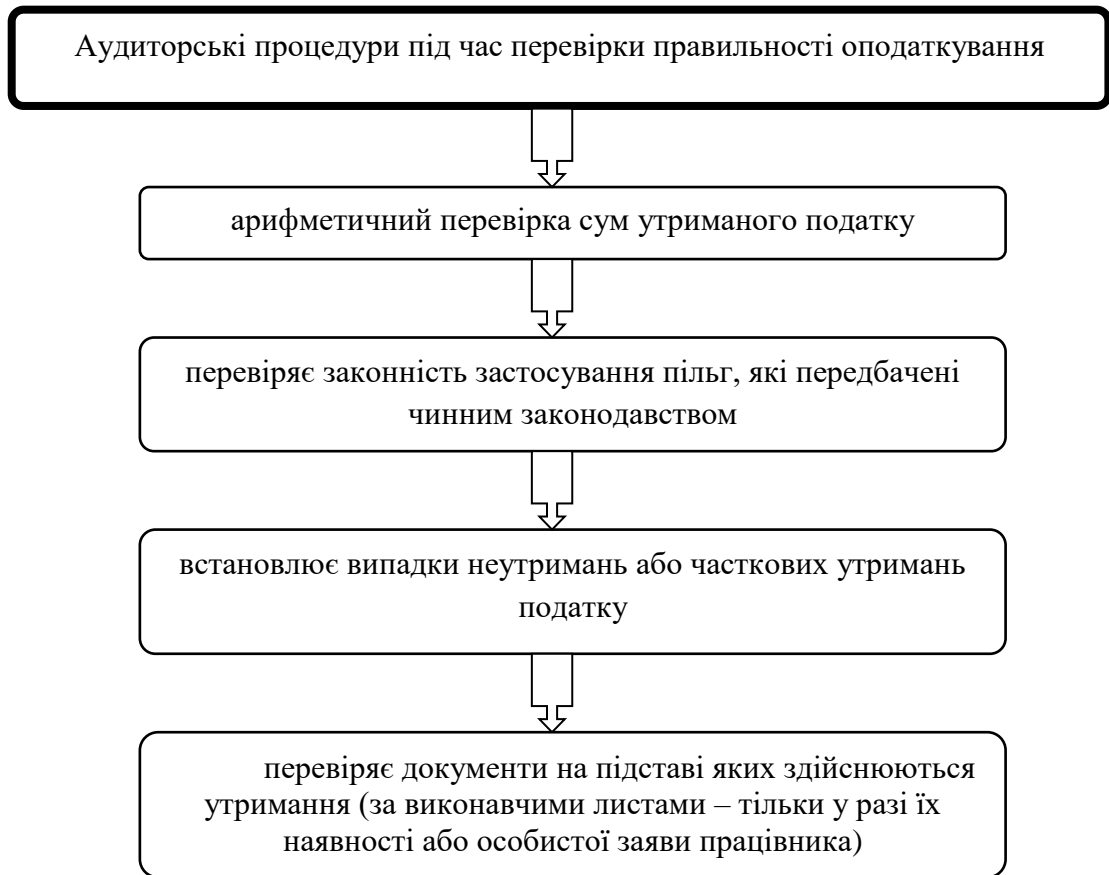 Аудиторські процедури під час перевірки правильності оподаткування
арифметичний перевірка сум утриманого податку
перевіряє законність застосування пільг, які передбачені
чинним законодавством
встановлює випадки неутримань або часткових утримань
податку
перевіряє документи на підставі яких здійснюються
утримання (за виконавчими листами – тільки у разі їх
наявності або особистої заяви працівника)